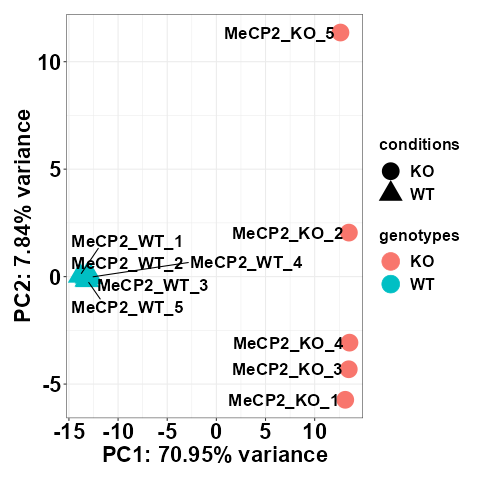 MeCP2_KO_5
10
5
0
-5
PC2: 7.84% variance
MeCP2_KO_2
MeCP2_WT_1
MeCP2_WT_2
MeCP2_WT_4
MeCP2_WT_3
MeCP2_WT_5
MeCP2_KO_4
MeCP2_KO_3
MeCP2_KO_1
-15 -10 -5 0 5 10
PC1: 70.95% variance
conditions
KO
WT
genotypes
KO
WT